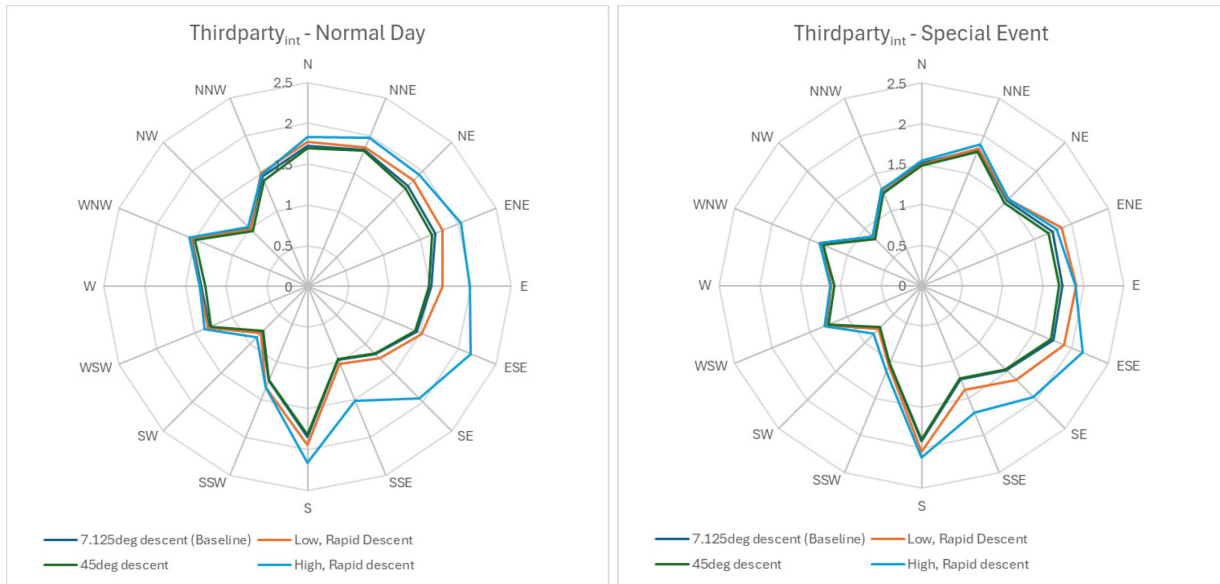 Thirdparty_int - Normal Day
N
NNE
NE
ENE
E
ESE
SE
SSE
S
SSW
SW
WSW
W
WNW
NW
NNW
2.5
2
1.5
1
0.5
0
7.125deg descent (Baseline)
Low, Rapid Descent
45deg descent
High, Rapid descent
Thirdparty_int - Special Event
N
NNE
NE
ENE
E
ESE
SE
SSE
S
SSW
SW
WSW
W
WNW
NW
NNW
2.5
2
1.5
1
0.5
0
7.125deg descent (Baseline)
Low, Rapid Descent
45deg descent
High, Rapid descent